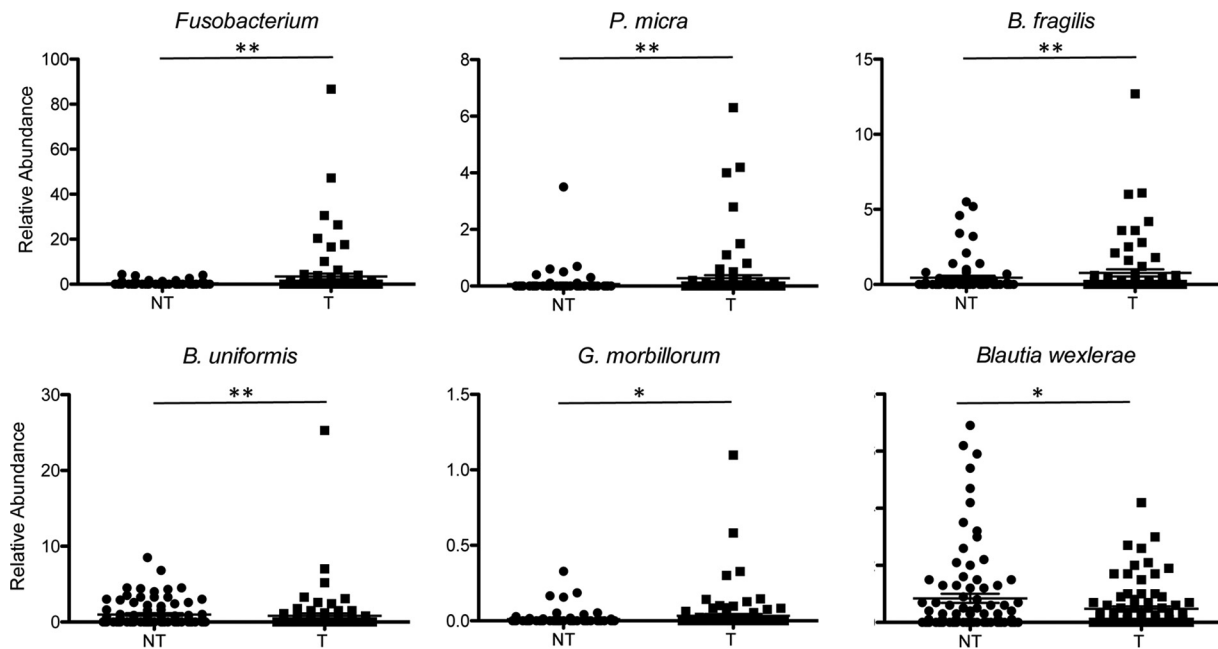 Fusobacterium
P. micra
B. fragilis
**
**
**
Relative Abundance
100
80
60
40
20
0
8
6
4
2
0
15
10
5
0
NT
T
NT
T
NT
T
B. uniformis
G. morbillorum
Blautia wexlerae
**
*
*
Relative Abundance
30
20
10
0
1.5
1.0
0.5
0.0
NT
T
NT
T
NT
T